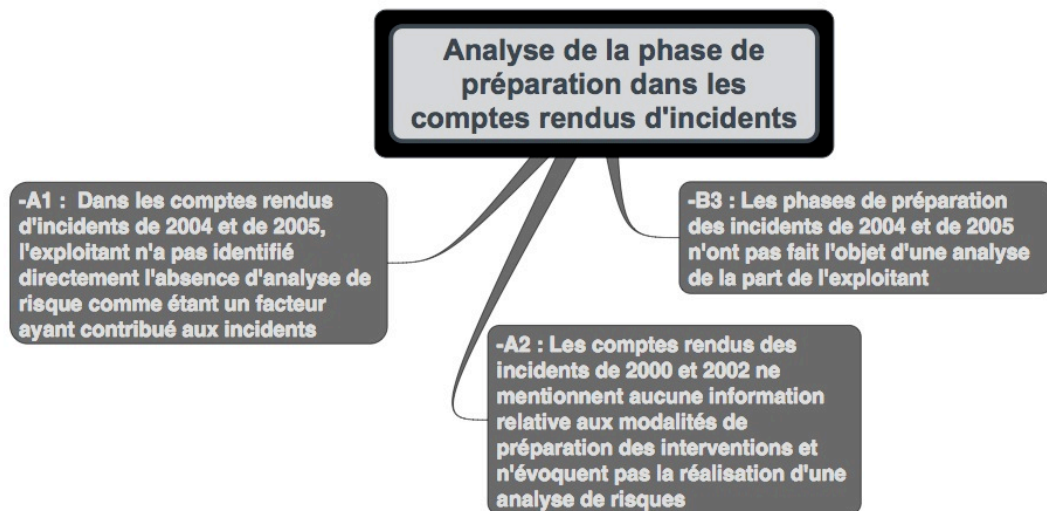 Analyse de la phase de
préparation dans les
comptes rendus d'incidents
-A1 : Dans les comptes rendus
d'incidents de 2004 et de 2005,
l'exploitant n'a pas identifié
directement l'absence d'analyse de
risque comme étant un facteur
ayant contribué aux incidents
-B3 : Les phases de préparation
des incidents de 2004 et de 2005
n'ont pas fait l'objet d'une analyse
de la part de l'exploitant
-A2 : Les comptes rendus des
incidents de 2000 et 2002 ne
mentionnent aucune information
relative aux modalités de
préparation des interventions et
n'évoquent pas la réalisation d'une
analyse de risques